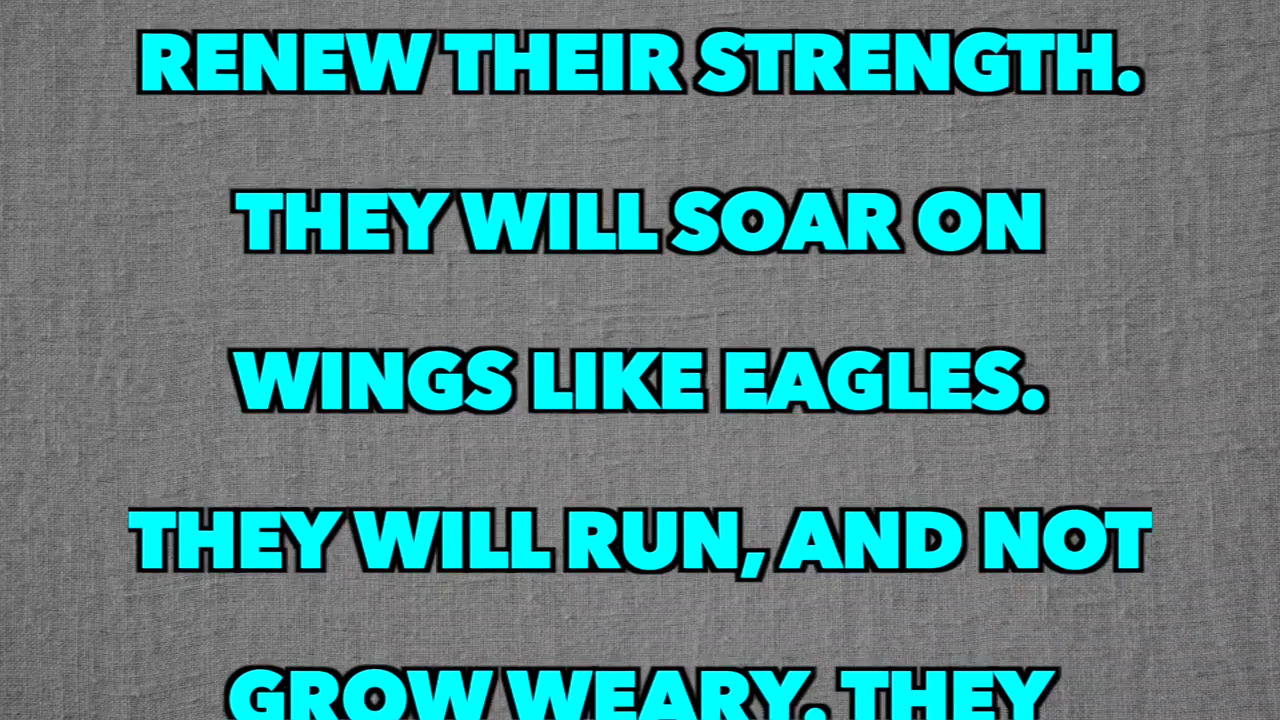 RENEW THEIR STRENGTH.
THEY WILL SOAR ON
WINGS LIKE EAGLES.
THEY WILL RUN, AND NOT
GROW WEARY. THEY